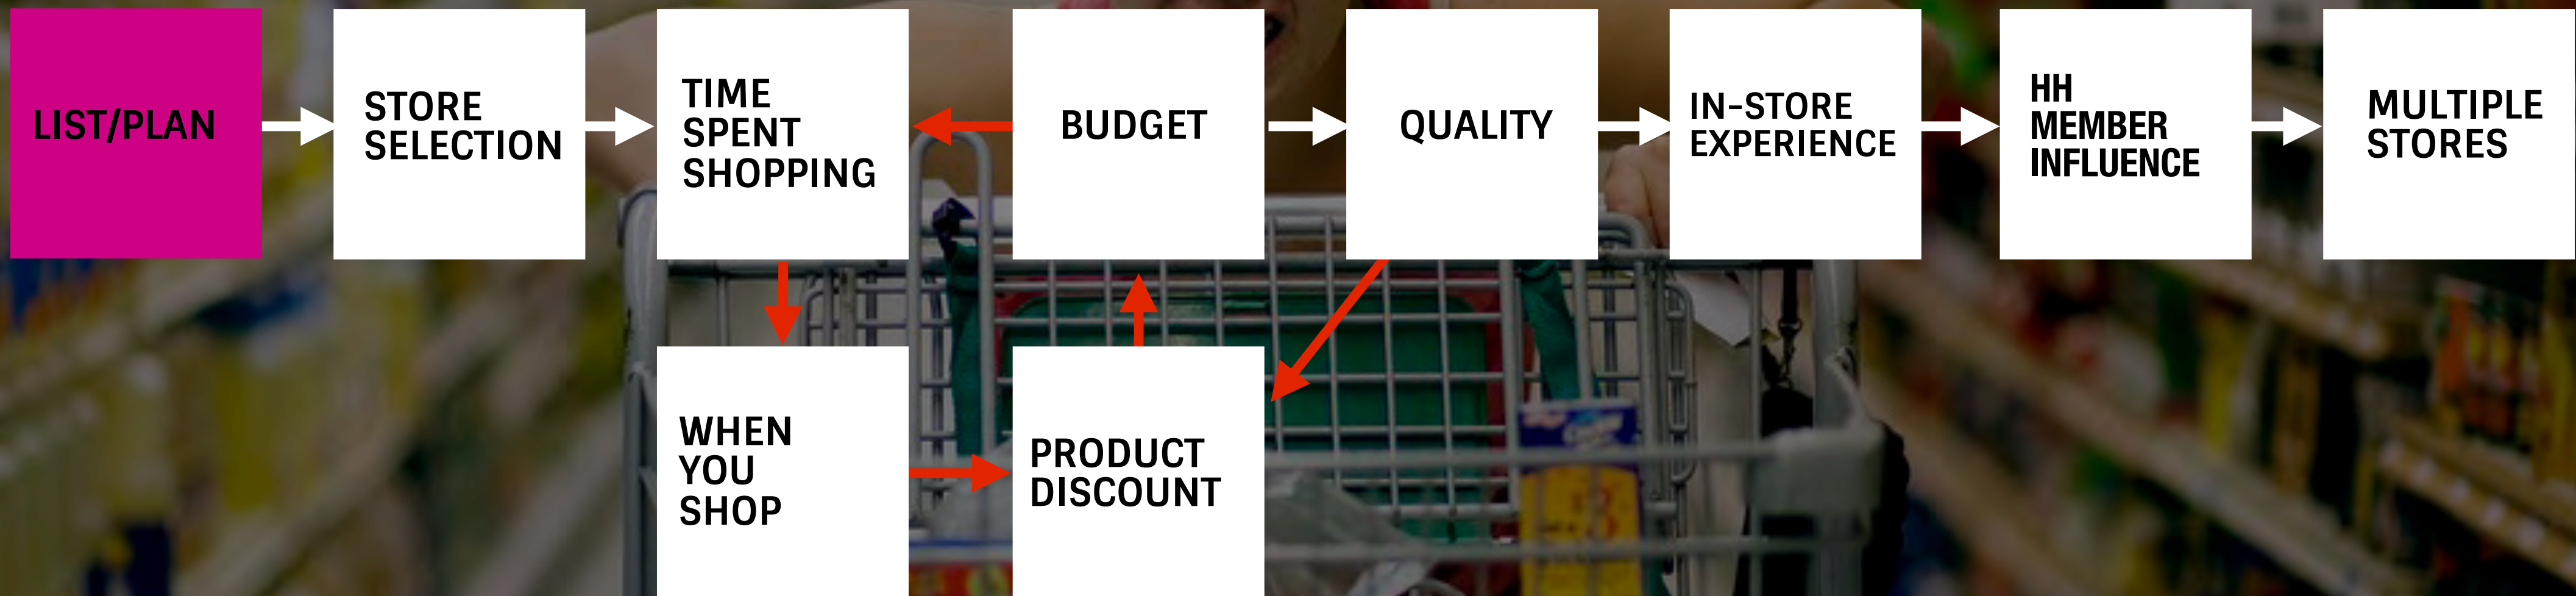 LIST/PLAN
STORE
SELECTION
TIME
SPENT
SHOPPING
BUDGET
QUALITY
IN-STORE
EXPERIENCE
HH
MEMBER
INFLUENCE
MULTIPLE
STORES
WHEN
YOU
SHOP
PRODUCT
DISCOUNT